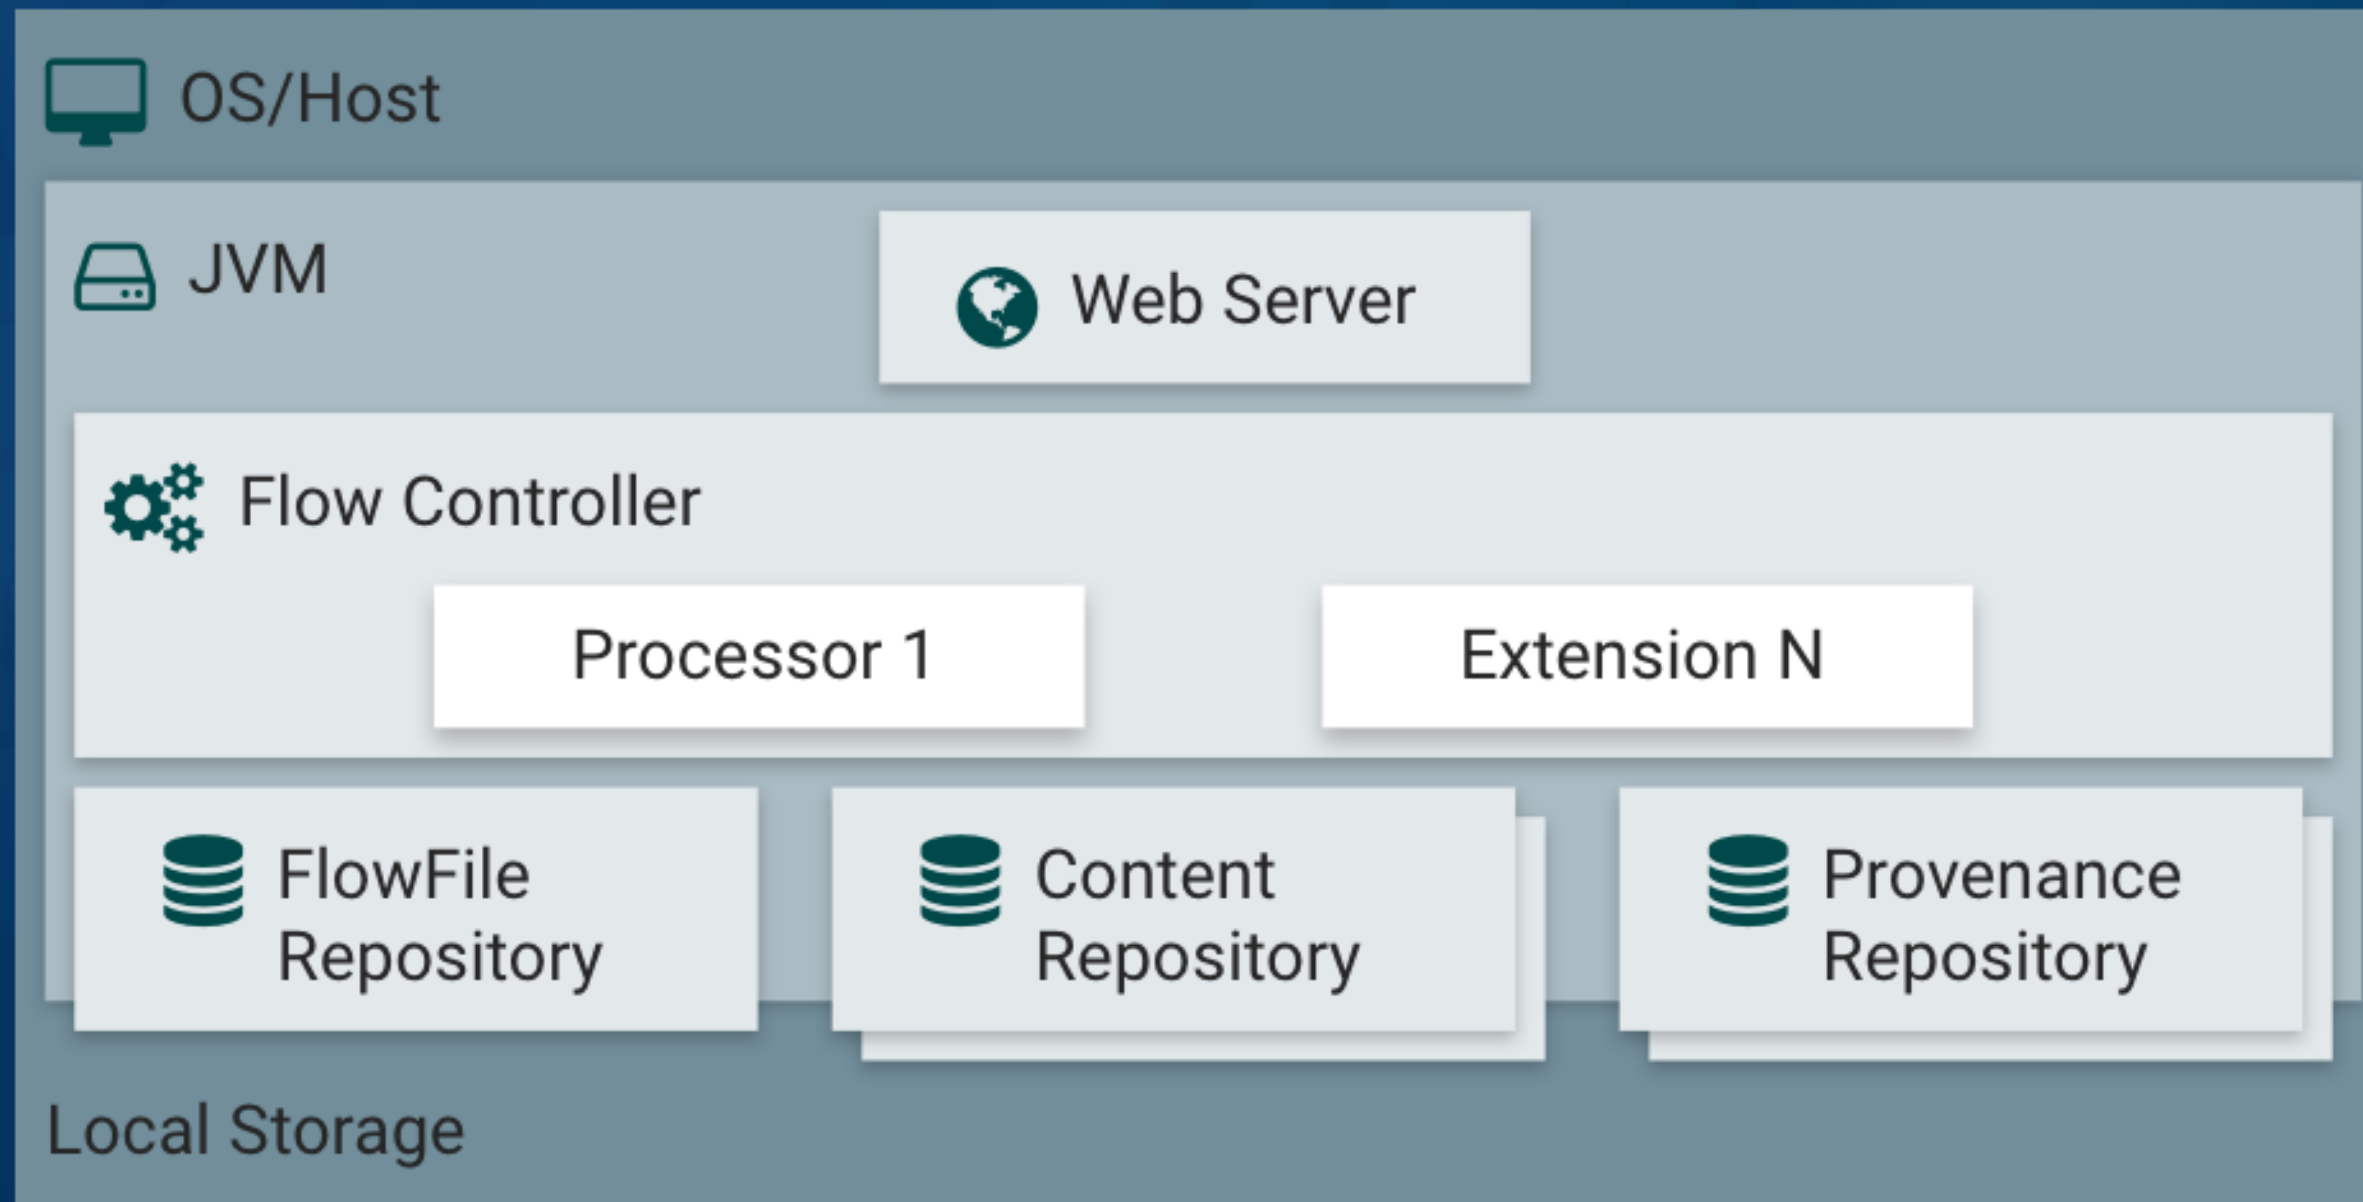 OS/Host
JVM
Web Server
Flow Controller
Processor 1
Extension N
FlowFile
Repository
Content
Repository
Provenance
Repository
Local Storage